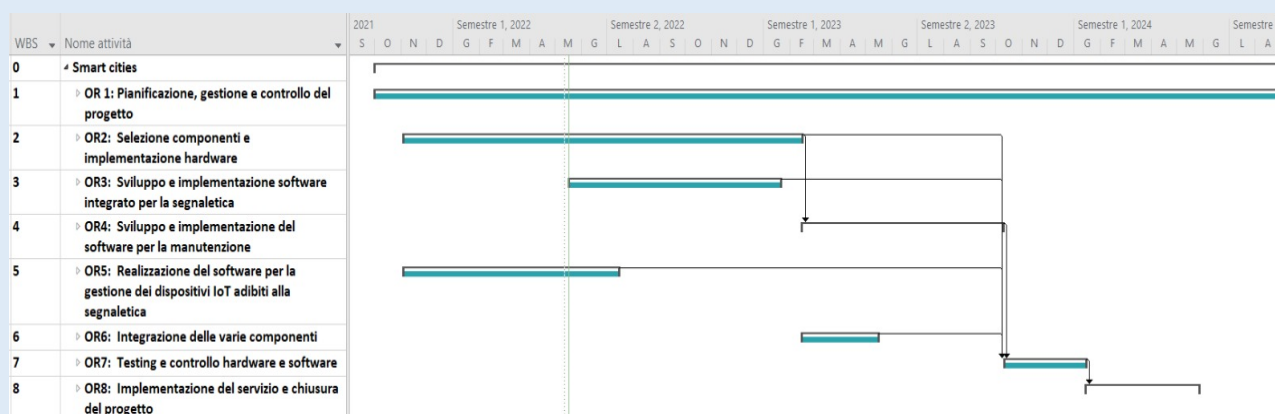 2021 Semestre 1, 2022 Semestre 2, 2022 Semestre 1, 2023 Semestre 2, 2023 Semestre 1, 2024 Semestre
WBS Nome attività S O N D G F M A M G L A S O N D G F M A M G L A S O N D G F M A M G L A
0 Smart cities
1 OR 1: Pianificazione, gestione e controllo del
progetto
2 OR2: Selezione componenti e
implementazione hardware
3 OR3: Sviluppo e implementazione software
integrato per la segnaletica
4 OR4: Sviluppo e implementazione del
software per la manutenzione
5 OR5: Realizzazione del software per la
gestione dei dispositivi IoT adibiti alla
segnaletica
6 OR6: Integrazione delle varie componenti
7 OR7: Testing e controllo hardware e software
8 OR8: Implementazione del servizio e chiusura
del progetto